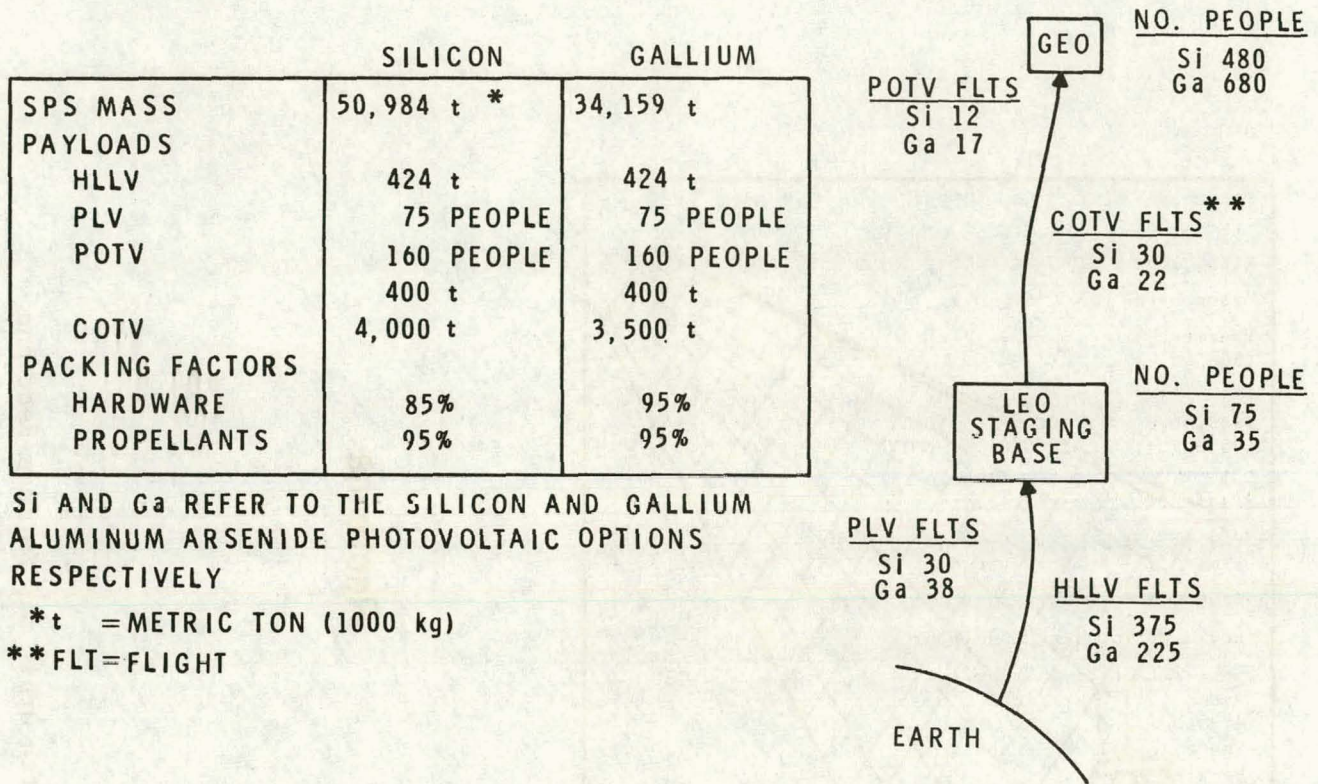 SILICON GALLIUM
SPS MASS 50,984 t * 34,159 t
PAYLOADS
HLLV 424 t 424 t
PLV 75 PEOPLE 75 PEOPLE
POTV 160 PEOPLE 160 PEOPLE
400 t 400 t
COTV 4,000 t 3,500 t
PACKING FACTORS
HARDWARE 85% 95%
PROPELLANTS 95% 95%
Si AND Ga REFER TO THE SILICON AND GALLIUM
ALUMINUM ARSENIDE PHOTOVOLTAIC OPTIONS
RESPECTIVELY
*t =METRIC TON (1000 kg)
**FLT=FLIGHT
GEO
NO. PEOPLE
Si 480
Ga 680
POTV FLTS
Si 12
Ga 17
COTV FLTS**
Si 30
Ga 22
LEO
STAGING
BASE
NO. PEOPLE
Si 75
Ga 35
PLV FLTS
Si 30
Ga 38
HLLV FLTS
Si 375
Ga 225
EARTH